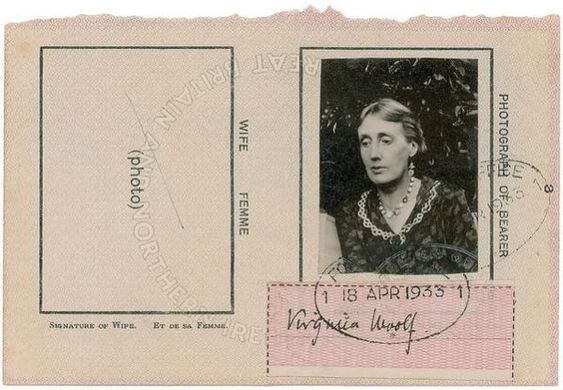 GREAT BRITAIN AND NORTHERN IRE
(photo)
WIFE FEMME
SIGNATURE OF WIFE. ET DE SA FEMME.
PHOTOGRAPH OF BEARER
3
1 18 APR 1933 1
Virginia Woolf